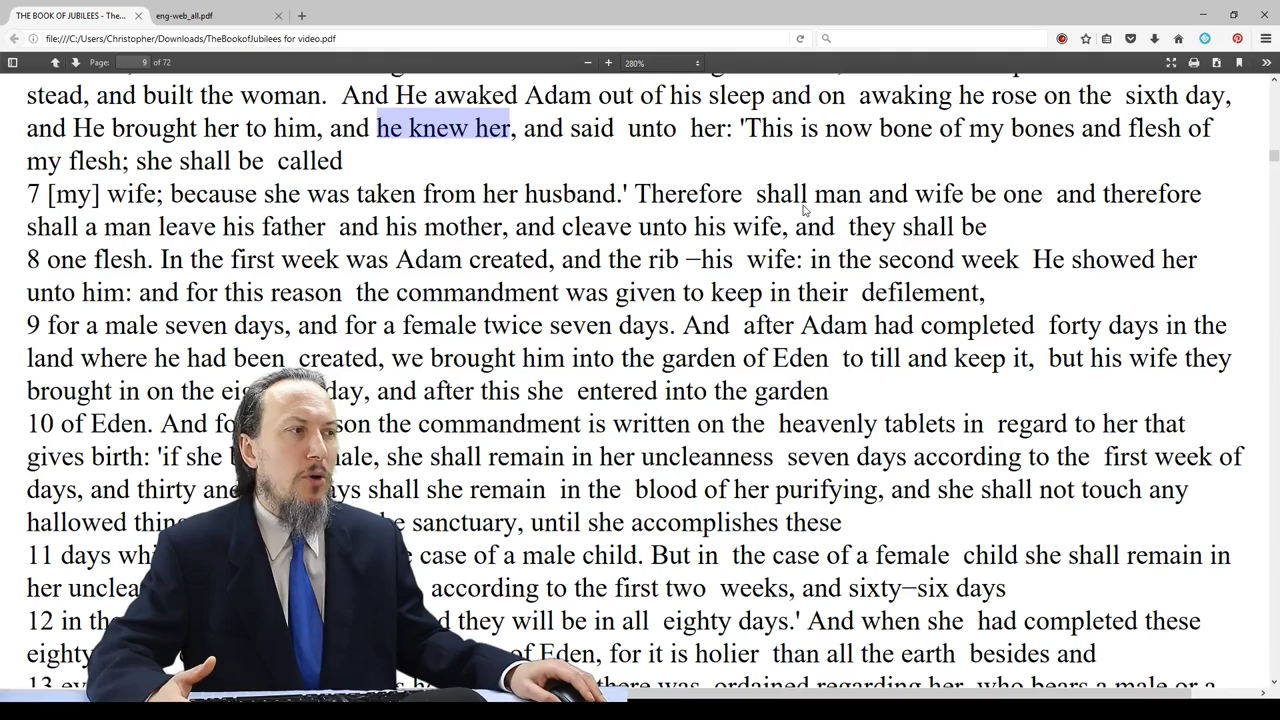 THE BOOK OF JUBILEES - The...
eng-web_all.pdf
file:///C:/Users/Christopher/Downloads/TheBookofJubilees for video.pdf
Page: 9 of 72
280%
stead, and built the woman. And He awaked Adam out of his sleep and on awaking he rose on the sixth day,
and He brought her to him, and he knew her, and said unto her: 'This is now bone of my bones and flesh of
my flesh; she shall be called
7 [my] wife; because she was taken from her husband.' Therefore shall man and wife be one and therefore
shall a man leave his father and his mother, and cleave unto his wife, and they shall be
8 one flesh. In the first week was Adam created, and the rib −his wife: in the second week He showed her
unto him: and for this reason the commandment was given to keep in their defilement,
9 for a male seven days, and for a female twice seven days. And after Adam had completed forty days in the
land where he had been created, we brought him into the garden of Eden to till and keep it, but his wife they
brought in on the day, and after this she entered into the garden
10 of Eden. And the commandment is written on the heavenly tablets in regard to her that
gives birth: 'if she she shall remain in her uncleanness seven days according to the first week of
days, and thirty shall she remain in the blood of her purifying, and she shall not touch any
hallowed sanctuary, until she accomplishes these
11 days case of a male child. But in the case of a female child she shall remain in
her according to the first two weeks, and sixty−six days
12 in they will be in all eighty days.' And when she had completed these
eighty of Eden, for it is holier than all the earth besides and
13 there was ordained regarding her who bears a male or a